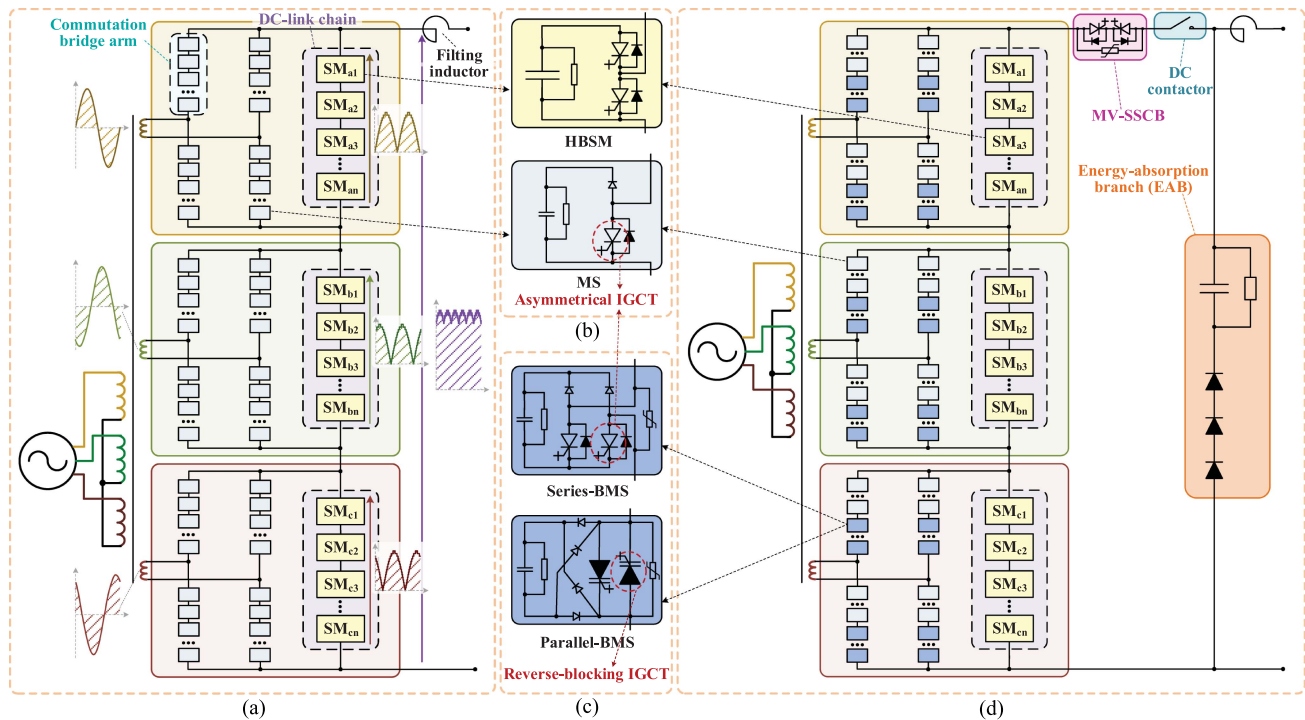 Commutation
bridge arm
DC-link chain
Filting
inductor
SMa1
SMa2
SMa3
SMan
SMb1
SMb2
SMb3
SMbn
SMc1
SMc2
SMc3
SMcn
(a)
HBSM
MS
Asymmetrical IGCT
(b)
Series-BMS
Parallel-BMS
Reverse-blocking IGCT
(c)
MV-SSCB
DC
contactor
Energy-absorption
branch (EAB)
SMa1
SMa2
SMa3
SMan
SMb1
SMb2
SMb3
SMbn
SMc1
SMc2
SMc3
SMcn
(d)